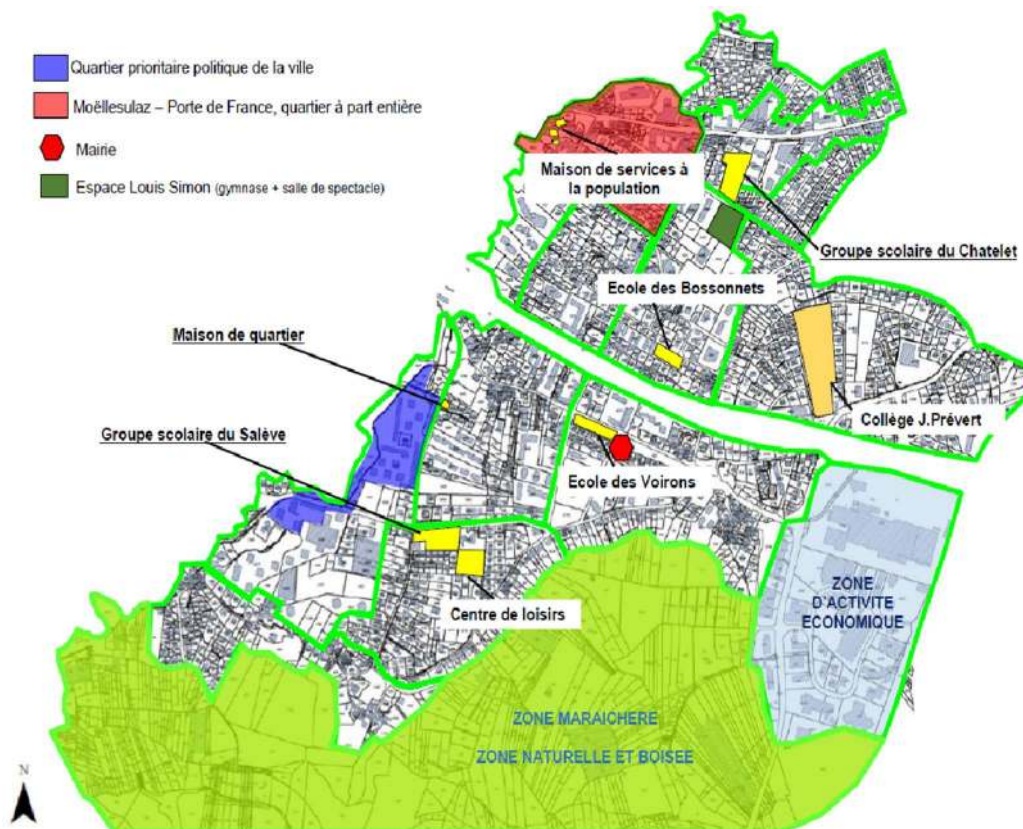 Quartier prioritaire politique de la ville
Moëllesulaz – Porte de France, quartier à part entière
Mairie
Espace Louis Simon (gymnase + salle de spectacle)
Maison de services à
la population
Groupe scolaire du Chatelet
Ecole des Bossonnets
Maison de quartier
Collège J.Prévert
Groupe scolaire du Salève
Ecole des Voirons
ZONE
D'ACTIVITE
ECONOMIQUE
Centre de loisirs
ZONE MARAICHERE
ZONE NATURELLE ET BOISEE
N